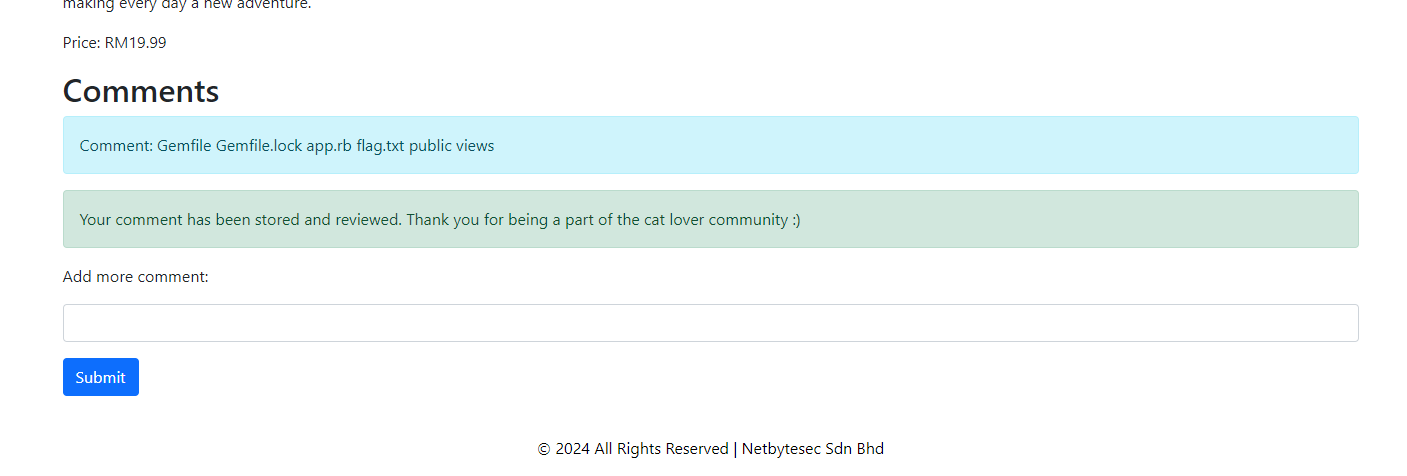 making every day a new adventure.
Price: RM19.99
Comments
Comment: Gemfile Gemfile.lock app.rb flag.txt public views
Your comment has been stored and reviewed. Thank you for being a part of the cat lover community :)
Add more comment:
Submit
© 2024 All Rights Reserved | Netbytesec Sdn Bhd